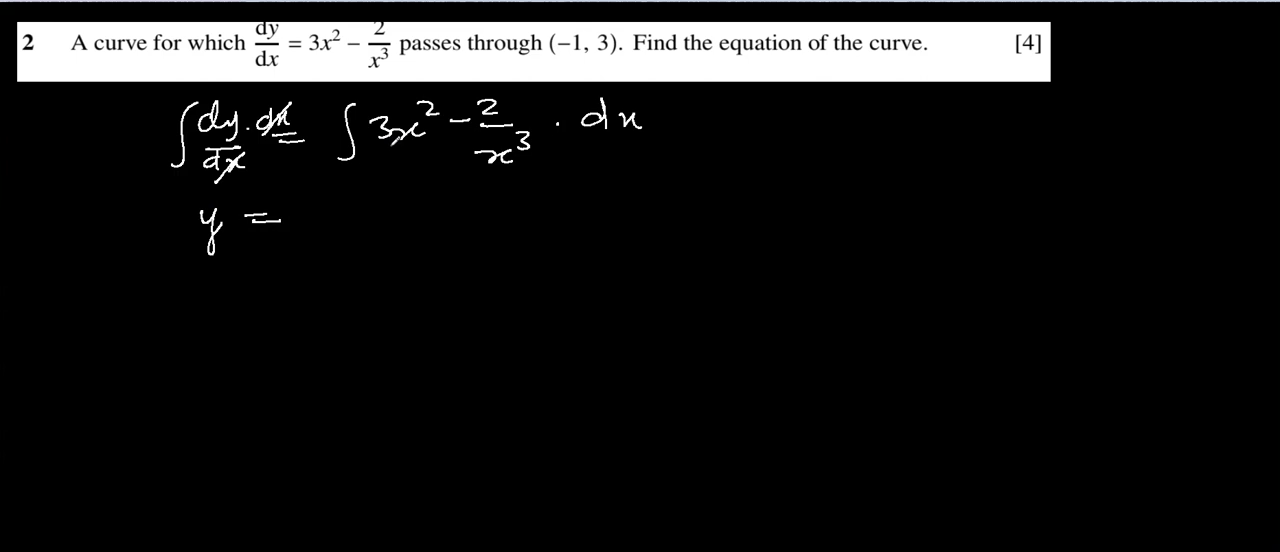 2 A curve for which dy/dx = 3x² − 2/x³ passes through (−1, 3). Find the equation of the curve. [4]
∫ dy/dx . dx = ∫ 3x² − 2/x³ . dx
y =